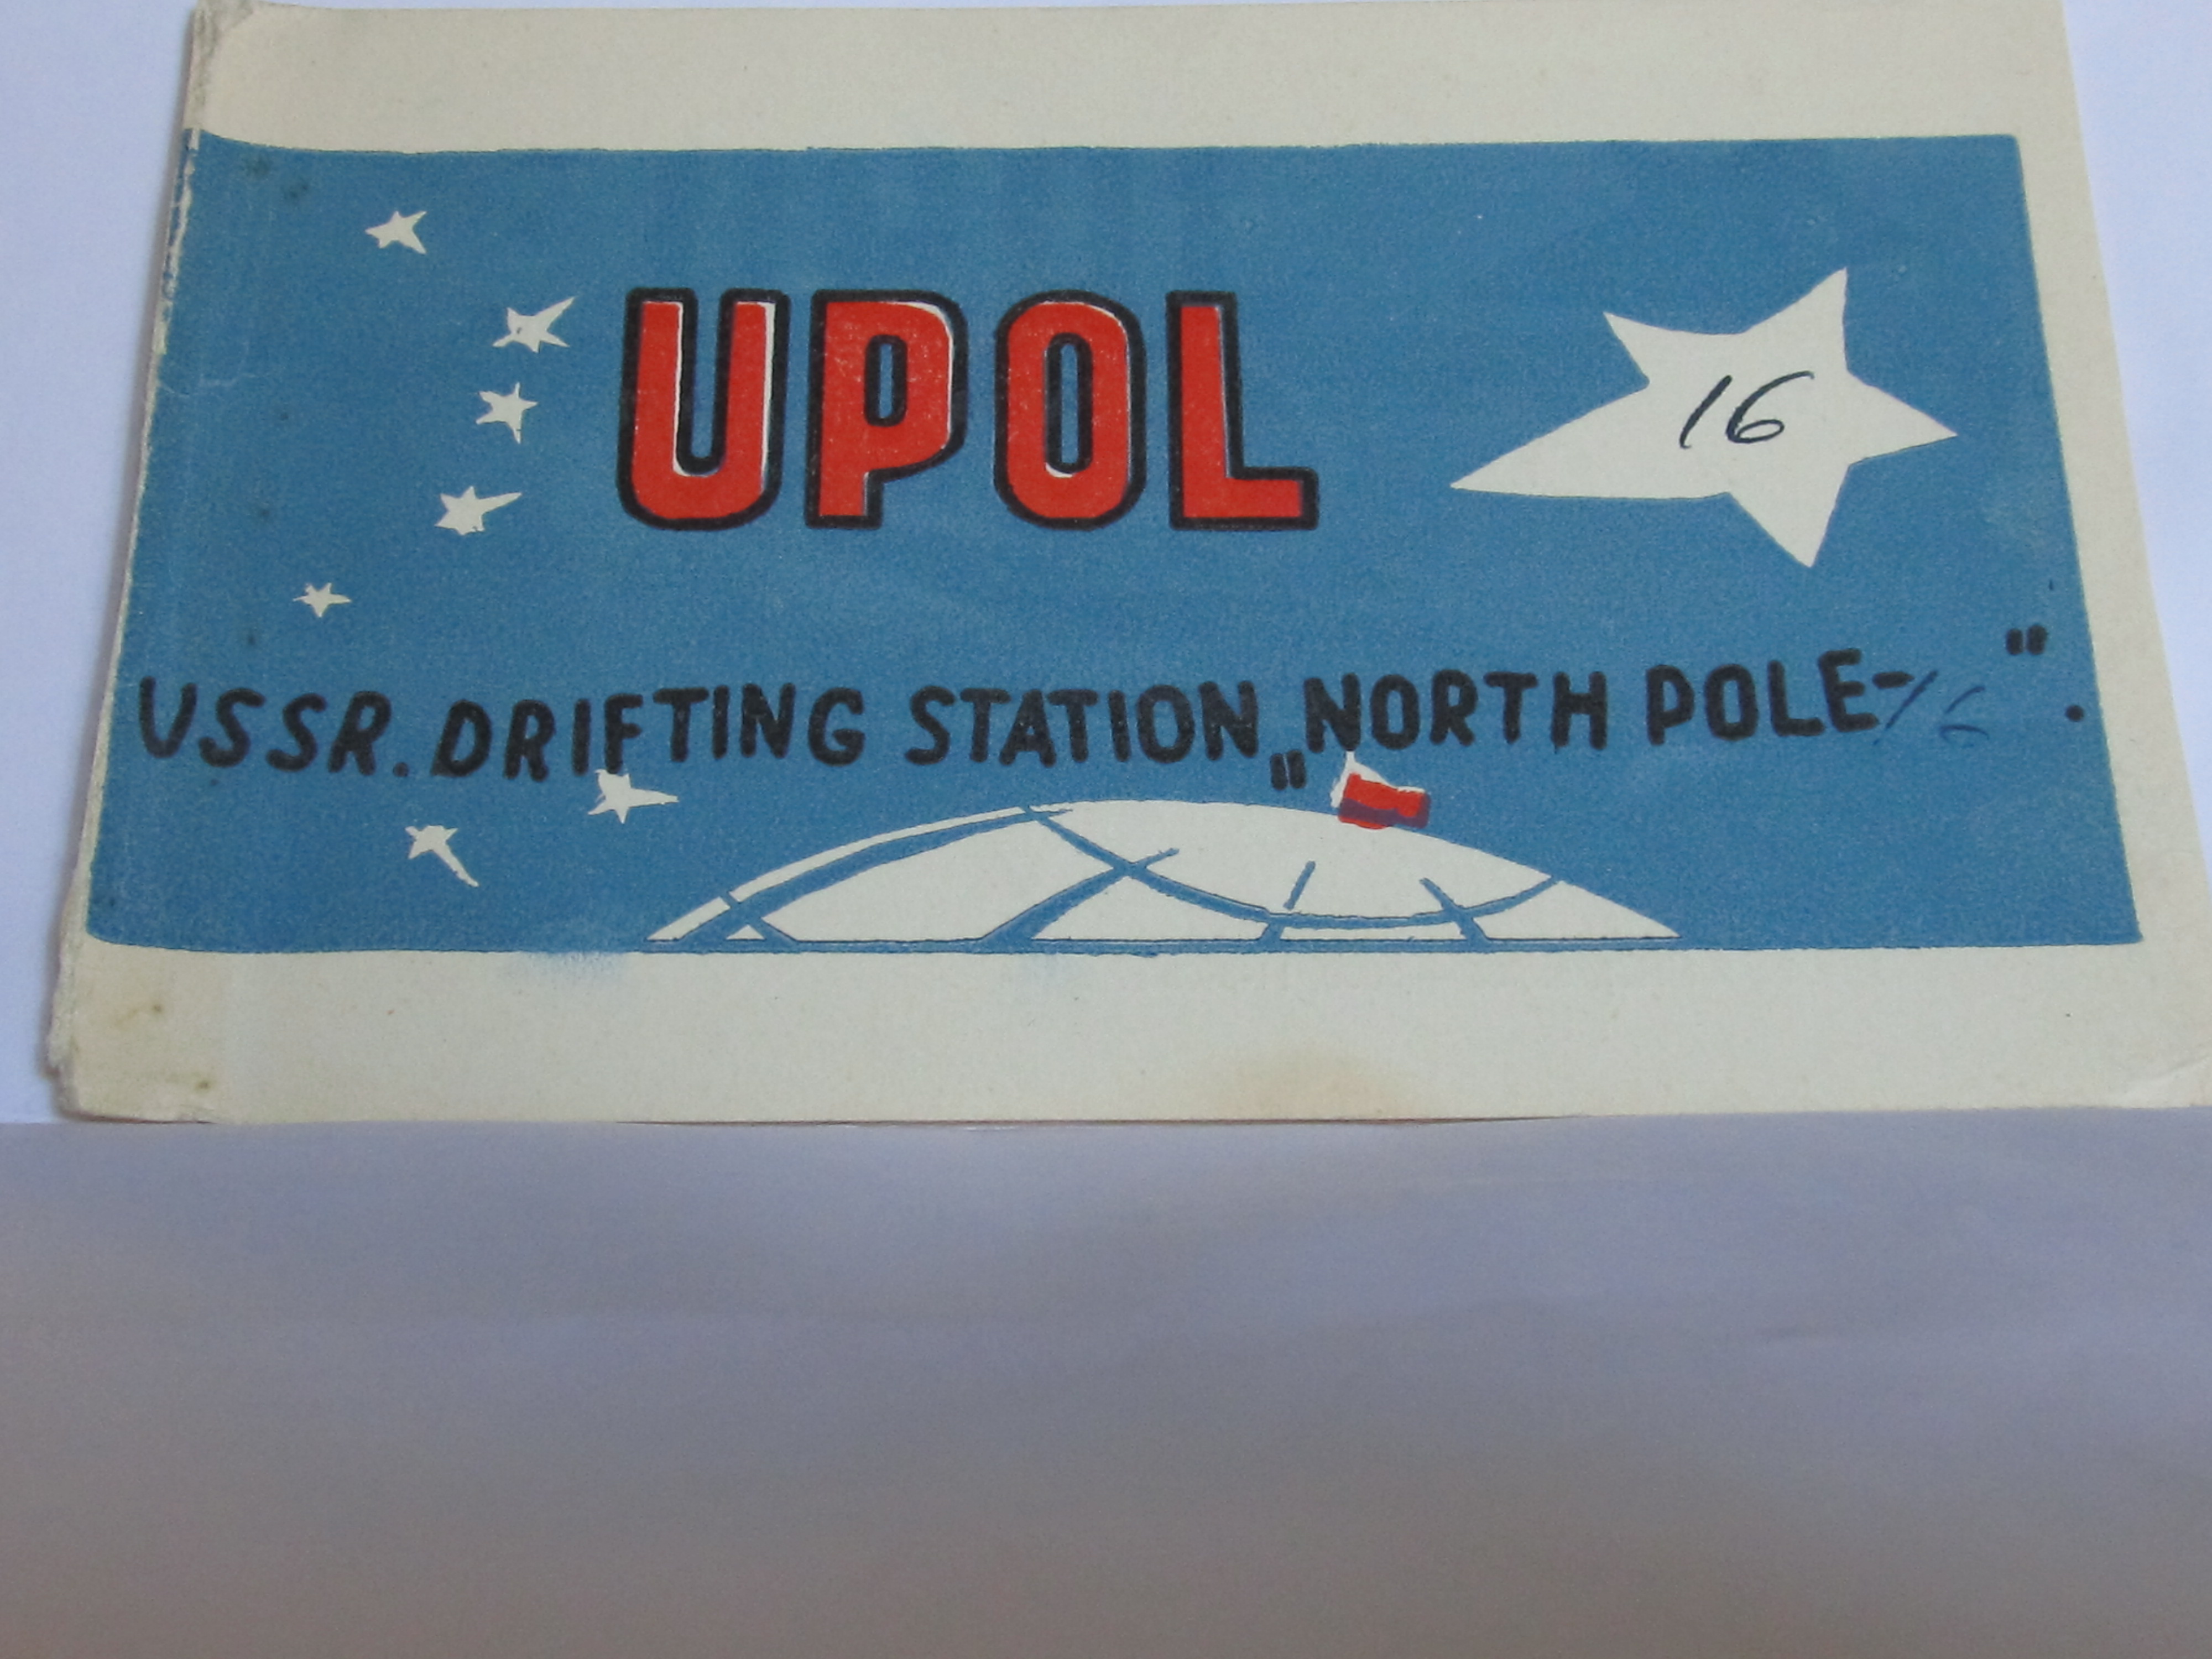 UPOL 16
USSR. DRIFTING STATION „NORTH POLE-16".